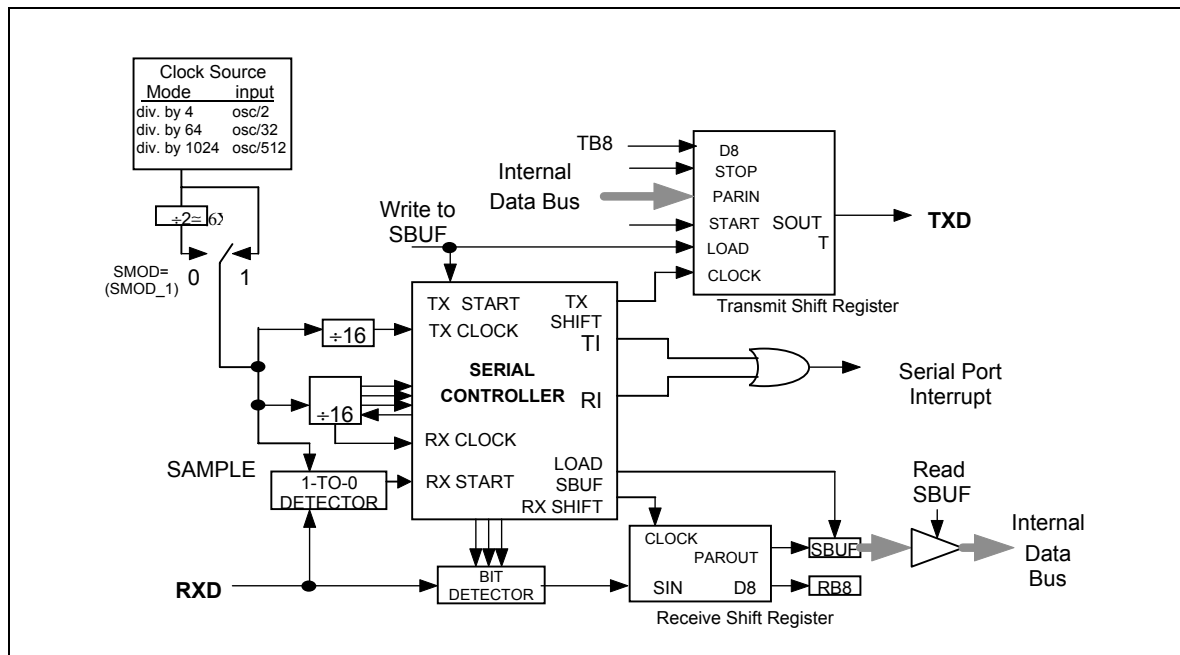 Clock Source
Mode input
div. by 4 osc/2
div. by 64 osc/32
div. by 1024 osc/512
÷2=
SMOD=
(SMOD_1)
0 1
Write to
SBUF
TB8
Internal
Data Bus
D8
STOP
PARIN
START
LOAD
CLOCK
SOUT
T
TXD
Transmit Shift Register
÷16
÷16
TX START
TX CLOCK
TX
SHIFT
TI
SERIAL
CONTROLLER
RI
RX CLOCK
RX START
LOAD
SBUF
RX SHIFT
Serial Port
Interrupt
SAMPLE
1-TO-0
DETECTOR
RXD
BIT
DETECTOR
CLOCK
PAROUT
SIN D8
Receive Shift Register
SBUF
RB8
Read
SBUF
Internal
Data
Bus